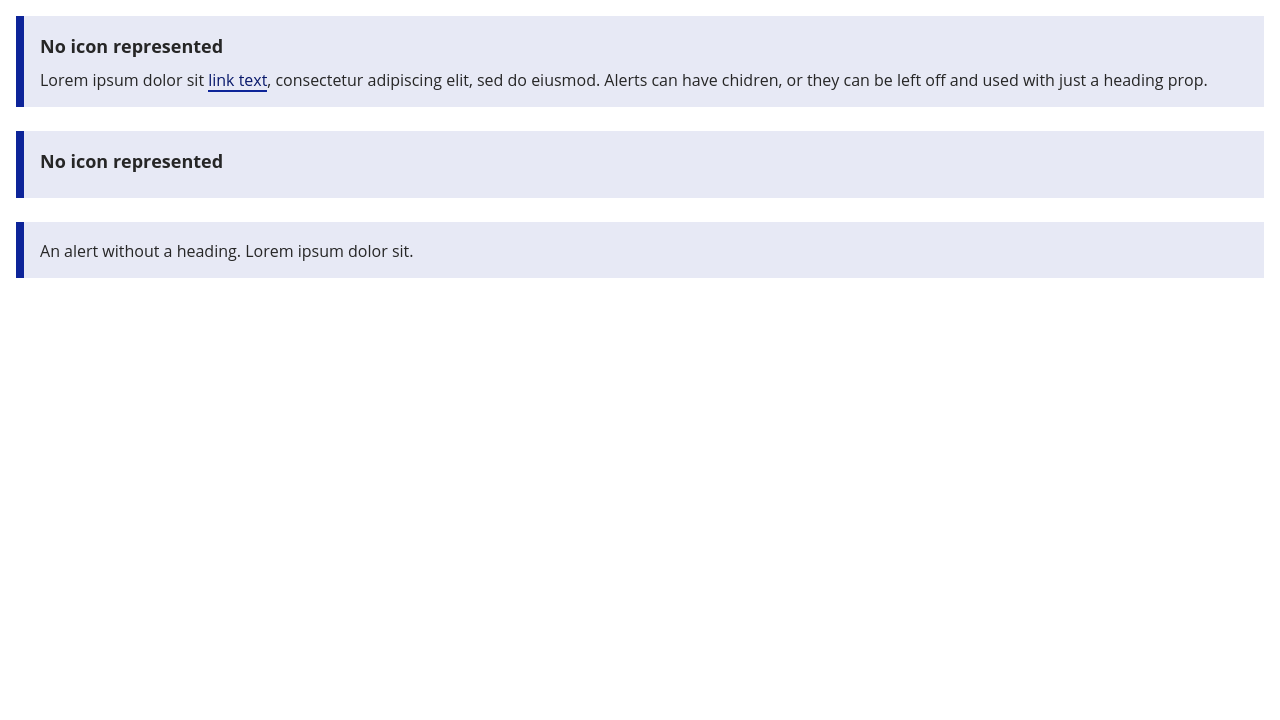 No icon represented
Lorem ipsum dolor sit link text, consectetur adipiscing elit, sed do eiusmod. Alerts can have chidren, or they can be left off and used with just a heading prop.
No icon represented
An alert without a heading. Lorem ipsum dolor sit.